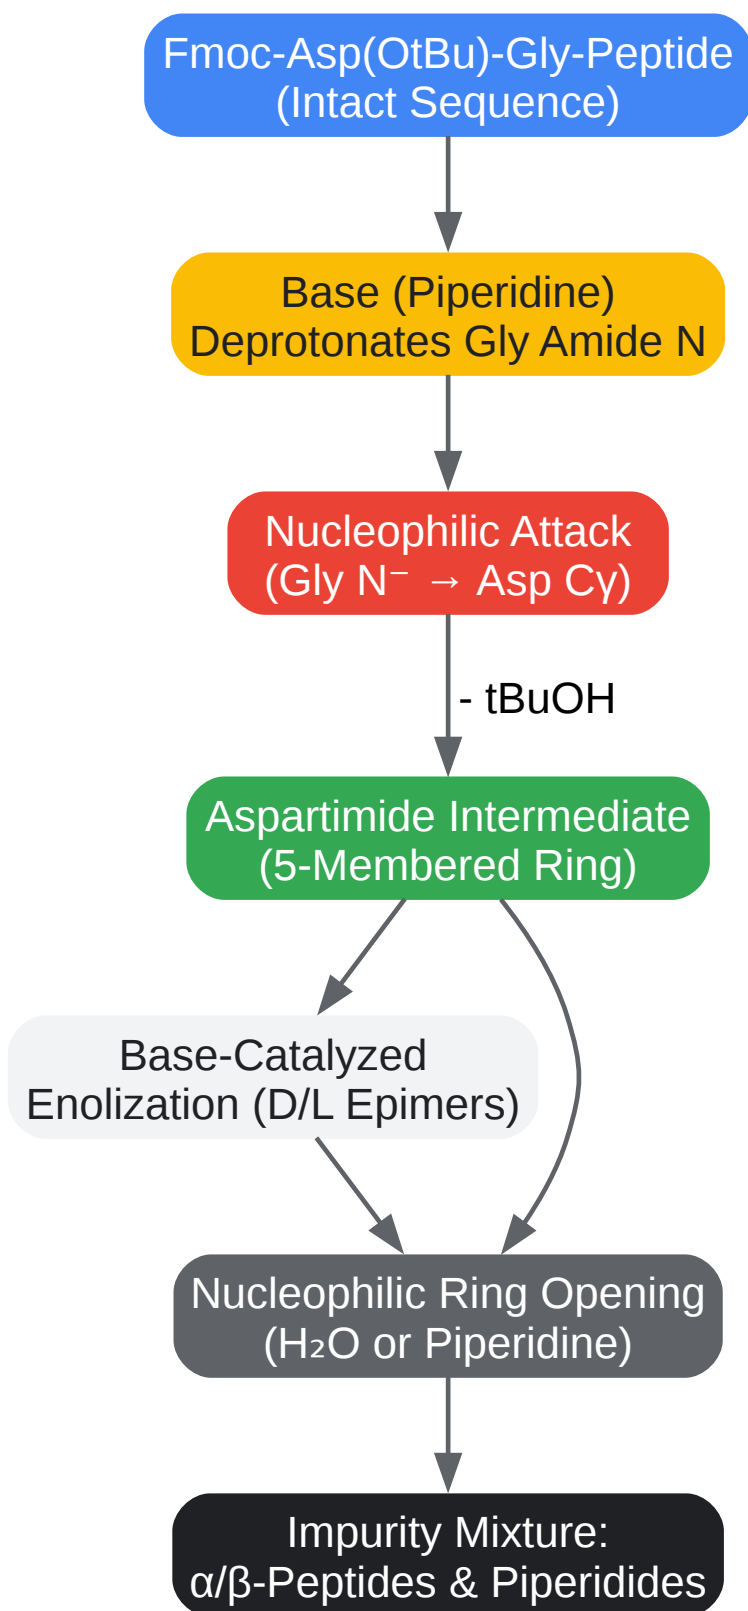 Fmoc-Asp(OtBu)-Gly-Peptide
(Intact Sequence)
Base (Piperidine)
Deprotonates Gly Amide N
Nucleophilic Attack
(Gly N⁻ → Asp Cγ)
- tBuOH
Aspartimide Intermediate
(5-Membered Ring)
Base-Catalyzed
Enolization (D/L Epimers)
Nucleophilic Ring Opening
(H₂O or Piperidine)
Impurity Mixture:
α/β-Peptides & Piperidides